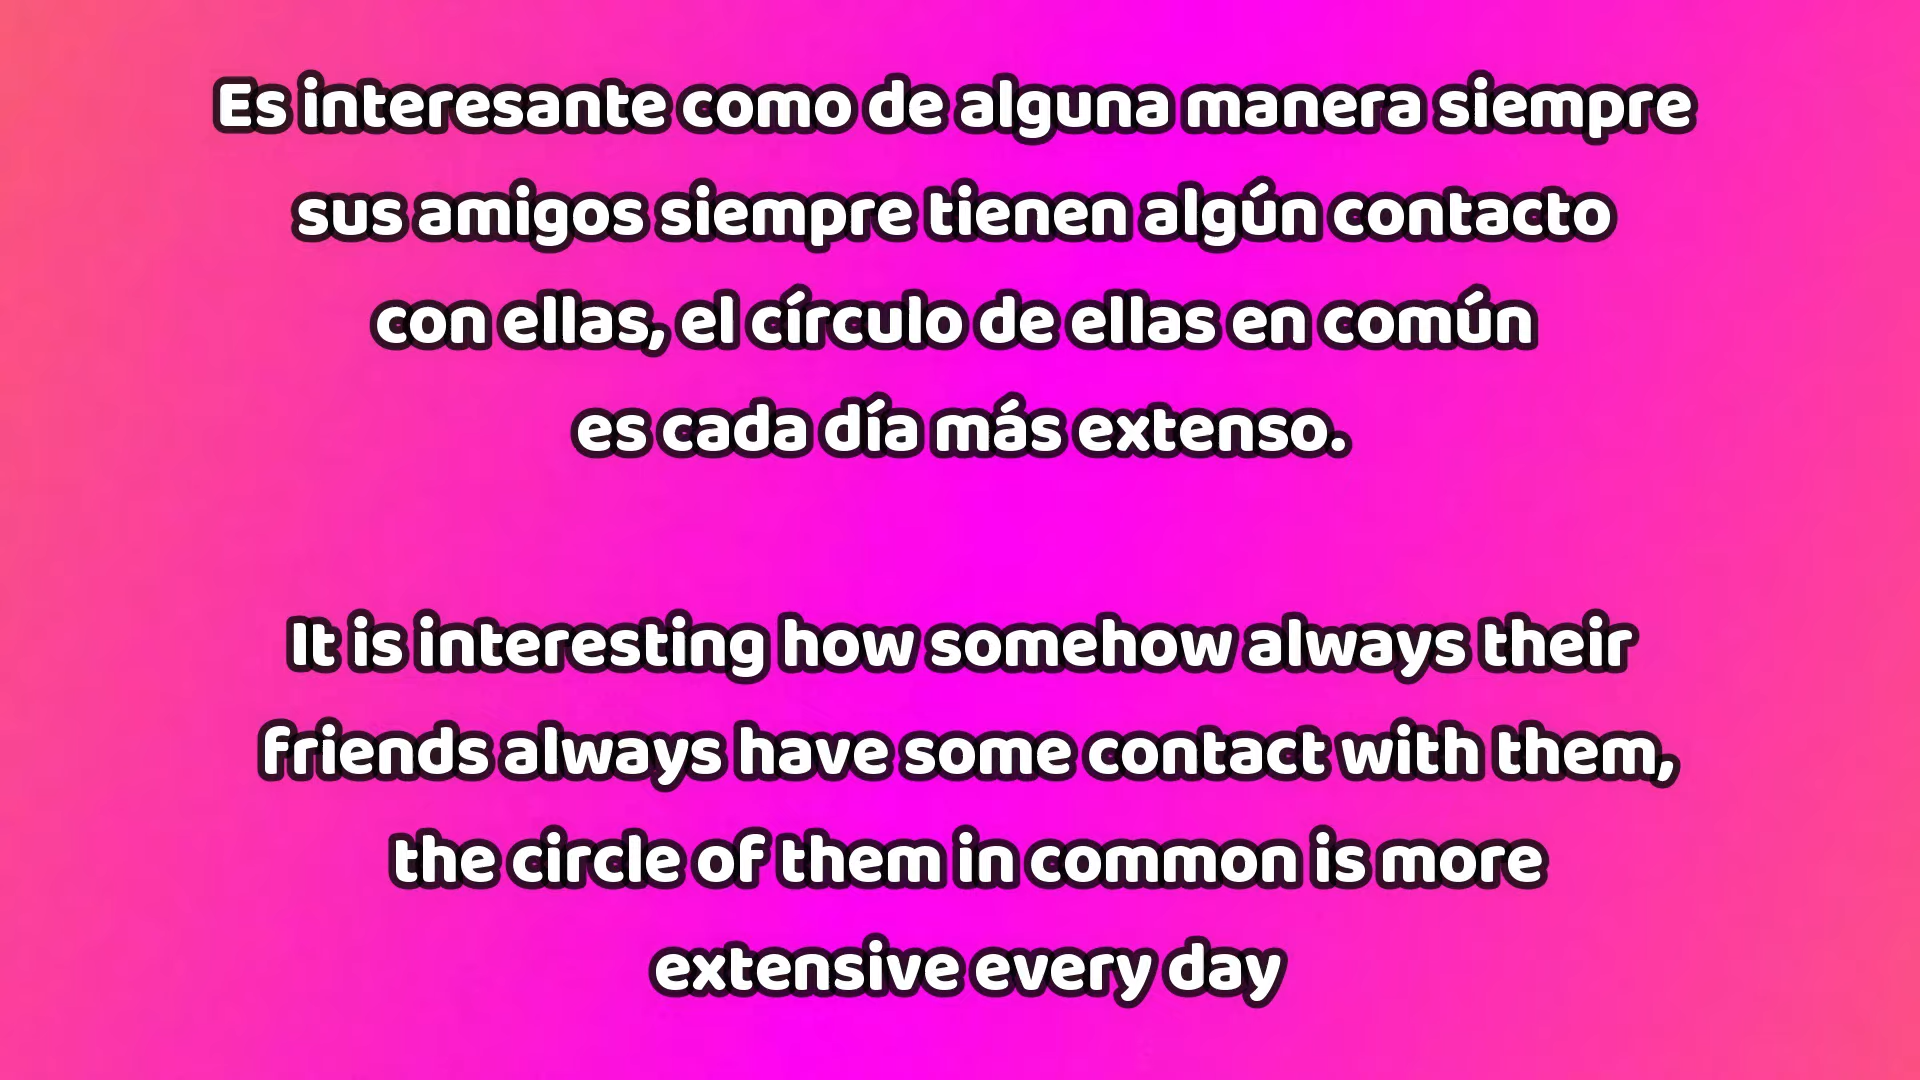 Es interesante como de alguna manera siempre
sus amigos siempre tienen algún contacto
con ellas, el círculo de ellas en común
es cada día más extenso.
It is interesting how somehow always their
friends always have some contact with them,
the circle of them in common is more
extensive every day